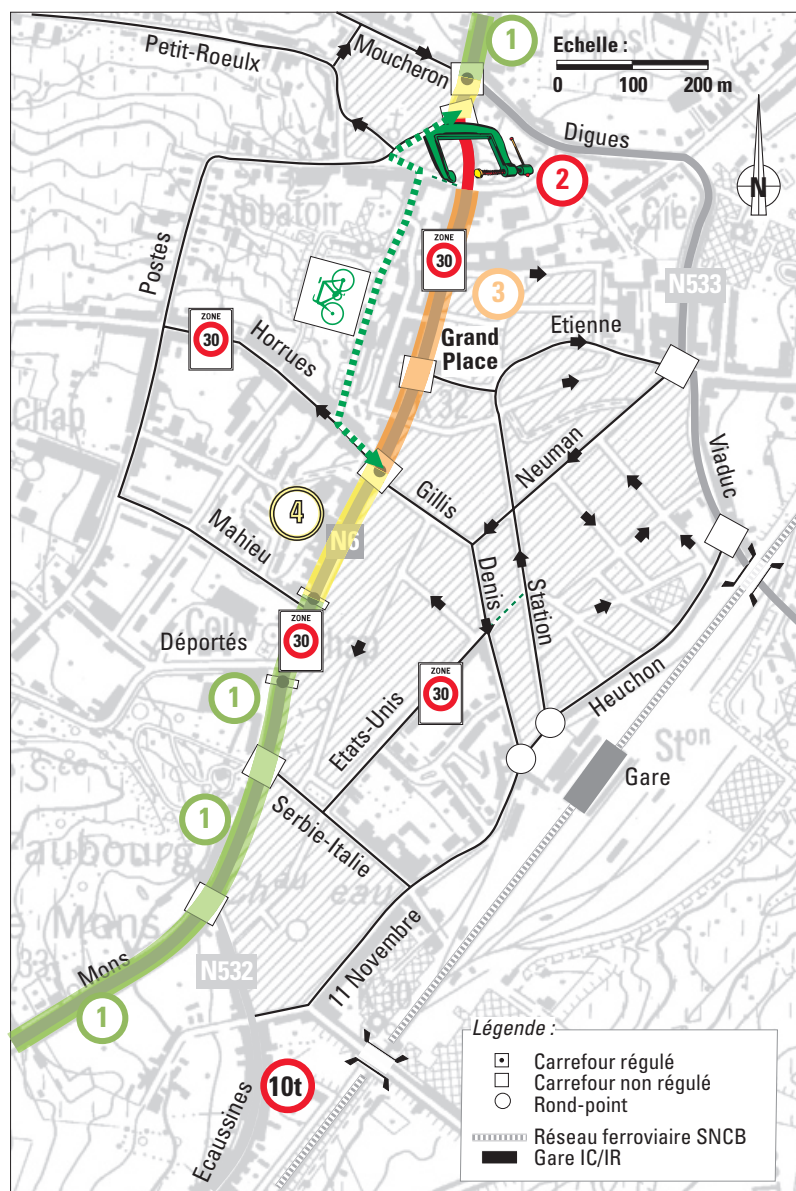 Petit-Roeulx
Moucheron
1
Echelle :
0 100 200 m
Digues
N
2
Postes
ZONE
30
3
N533
ZONE
30
Horrues
Grand
Place
Etienne
Neuman
Viaduc
Gillis
4
Mahieu
N6
Denis
Station
ZONE
30
Déportés
ZONE
30
1
Etats-Unis
Heuchon
Ston
Gare
1
Serbie-Italie
Mons
11 Novembre
N532
1
Mons
10t
Ecaussines
Légende :
Carrefour régulé
Carrefour non régulé
Rond-point
Réseau ferroviaire SNCB
Gare IC/IR